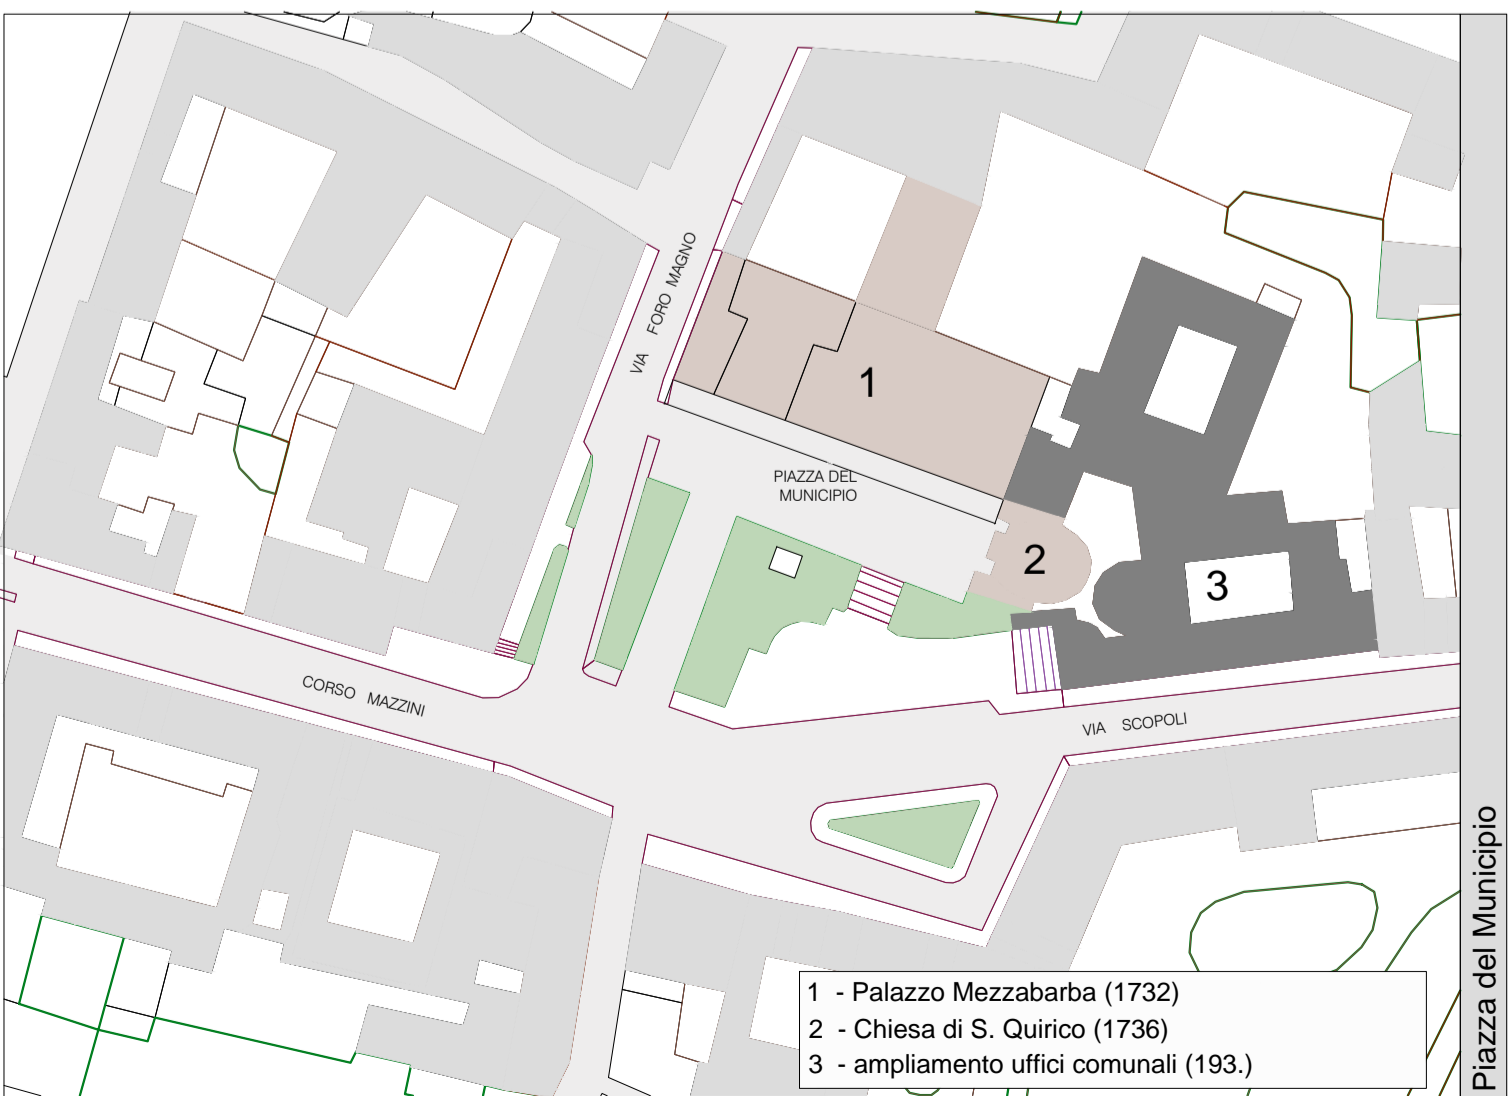 VIA FORO MAGNO
1
PIAZZA DEL
MUNICIPIO
2
3
CORSO MAZZINI
VIA SCOPOLI
1 - Palazzo Mezzabarba (1732)
2 - Chiesa di S. Quirico (1736)
3 - ampliamento uffici comunali (193.)
Piazza del Municipio